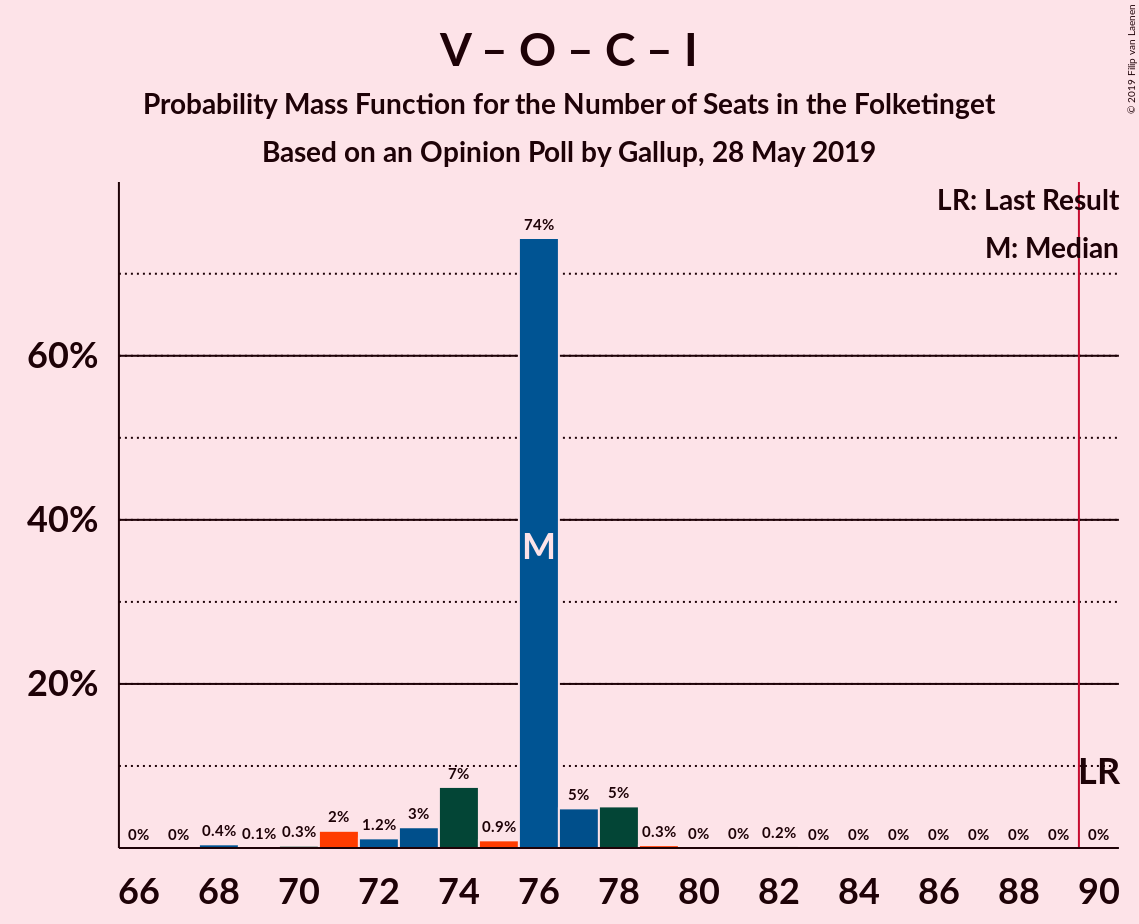 V – O – C – I
Probability Mass Function for the Number of Seats in the Folketinget
Based on an Opinion Poll by Gallup, 28 May 2019
© 2019 Filip van Laenen
LR: Last Result
M: Median
60%
40%
20%
0% 0% 0.4% 0.1% 0.3% 2% 1.2% 3% 7% 0.9% 74% 5% 5% 0.3% 0% 0% 0.2% 0% 0% 0% 0% 0% 0% 0% 0%
M
LR
66 68 70 72 74 76 78 80 82 84 86 88 90